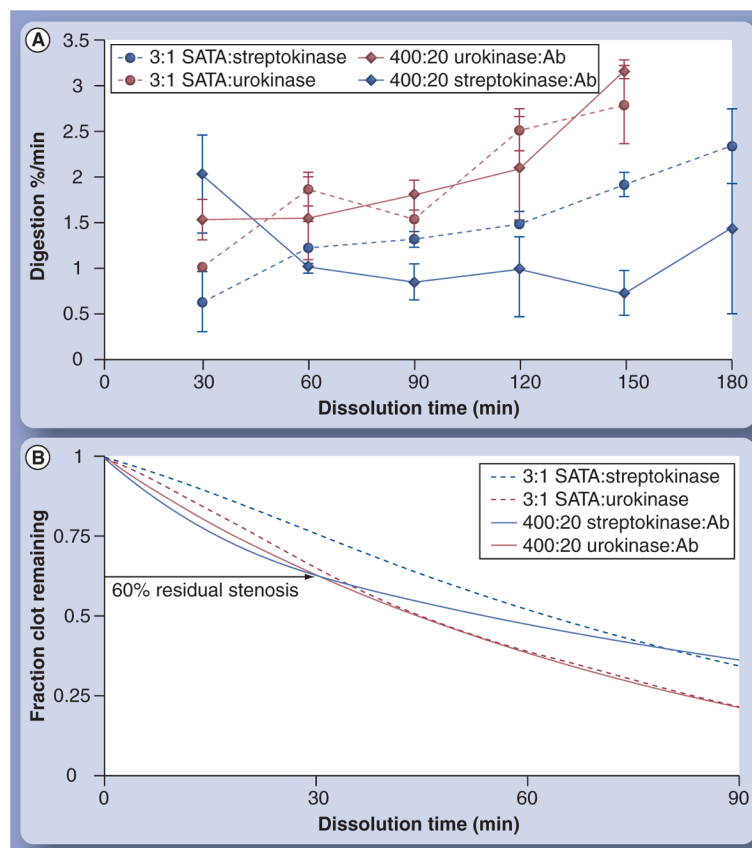 A
3.5
3
2.5
2
1.5
1
0.5
0
Digestion %/min
3:1 SATA:streptokinase
400:20 urokinase:Ab
3:1 SATA:urokinase
400:20 streptokinase:Ab
0 30 60 90 120 150 180
Dissolution time (min)
B
1
0.75
0.5
0.25
0
Fraction clot remaining
3:1 SATA:streptokinase
3:1 SATA:urokinase
400:20 streptokinase:Ab
400:20 urokinase:Ab
60% residual stenosis
0 30 60 90
Dissolution time (min)